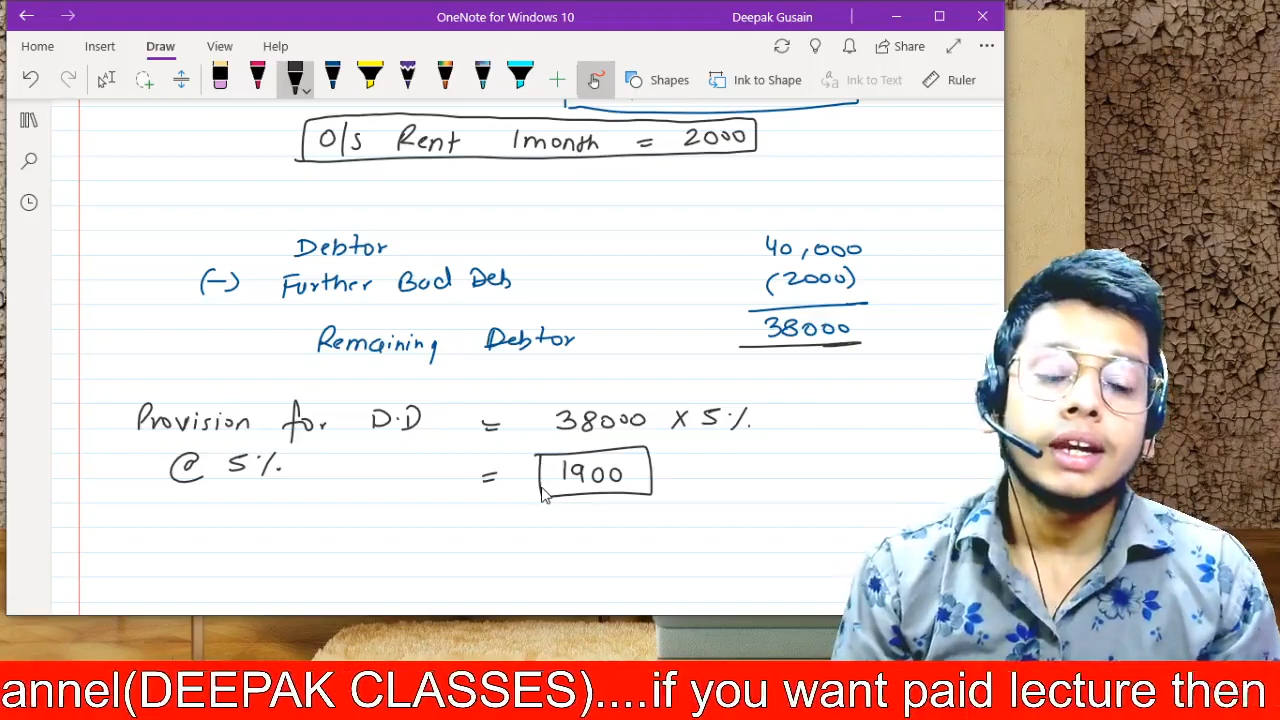 OneNote for Windows 10
Deepak Gusain
Home Insert Draw View Help Share
Shapes Ink to Shape Ink to Text Ruler
O/s Rent 1month = 2000
Debtor 40,000
(-) Further Bad Deb (2000)
Remaining Debtor 38000
Provision for D.D = 38000 X 5%.
@ 5% = 1900
annel(DEEPAK CLASSES)....if you want paid lecture then